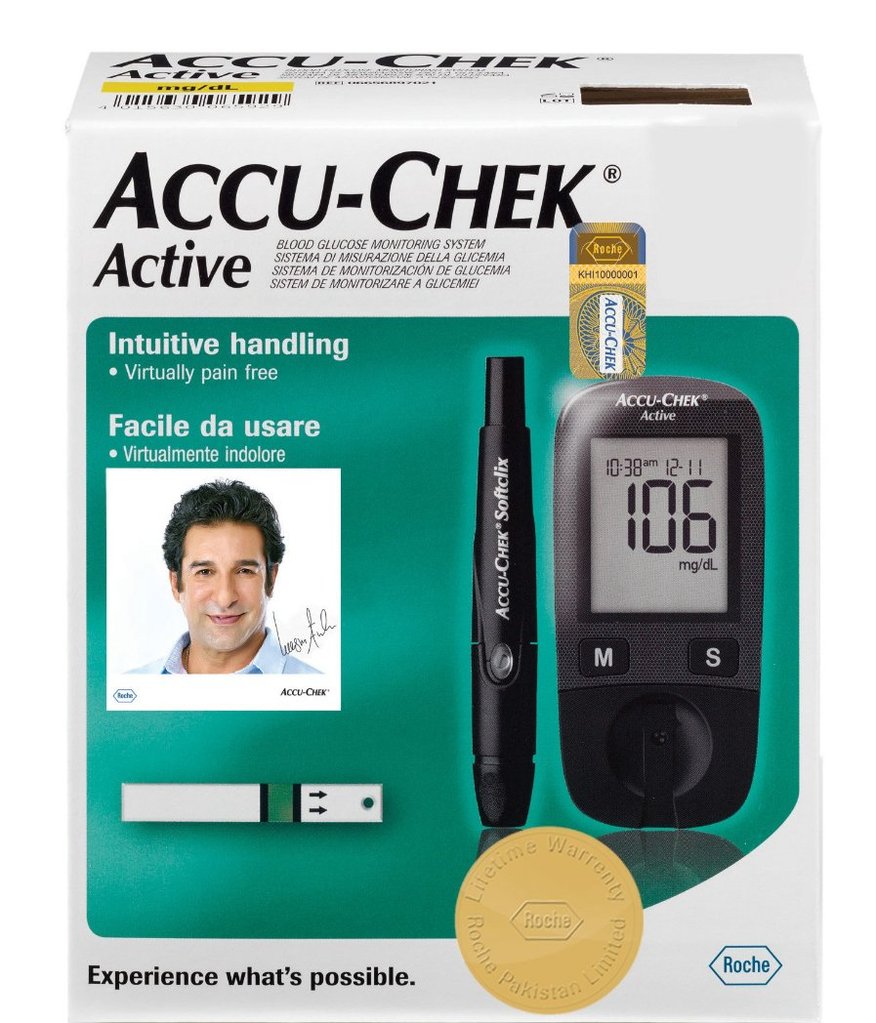 ACCU-CHEK®
Active
mg/dL
ACCU-CHEK®
Active
BLOOD GLUCOSE MONITORING SYSTEM
SISTEMA DI MISURAZIONE DELLA GLICEMIA
SISTEMA DE MONITORIZACIÓN DE GLUCEMIA
SISTEM DE MONITORIZARE A GLICEMIEI
Roche
KHI10000001
ACCU-CHEK
Intuitive handling
• Virtually pain free
Facile da usare
• Virtualmente indolore
Roche
ACCU-CHEK®
ACCU-CHEK® Softclix
ACCU-CHEK®
Active
10:38am 12-11
106
mg/dL
M
S
Lifetime Warrenty
Roche
Roche Pakistan Limited
Experience what's possible.
Roche